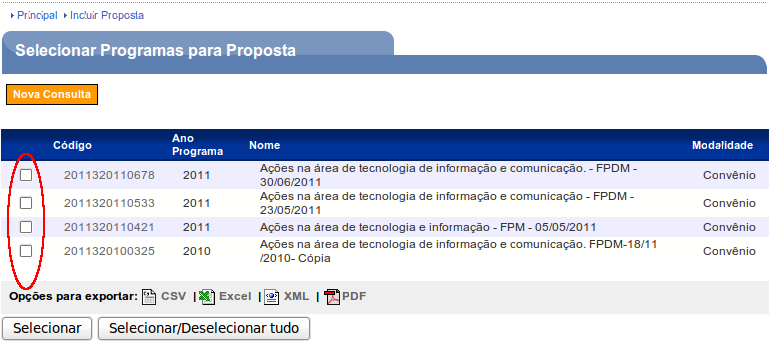 Principal Incluir Proposta
Selecionar Programas para Proposta
Nova Consulta
Código Ano Programa Nome Modalidade
2011320110678 2011 Ações na área de tecnologia de informação e comunicação. - FPDM - 30/06/2011 Convênio
2011320110533 2011 Ações na área de tecnologia de informação e comunicação - FPDM - 23/05/2011 Convênio
2011320110421 2011 Ações na área de tecnologia e informação - FPM - 05/05/2011 Convênio
2011320100325 2010 Ações na área de tecnologia de informação e comunicação. FPDM-18/11 /2010- Cópia Convênio
Opções para exportar: CSV | Excel | XML | PDF
Selecionar Selecionar/Deselecionar tudo